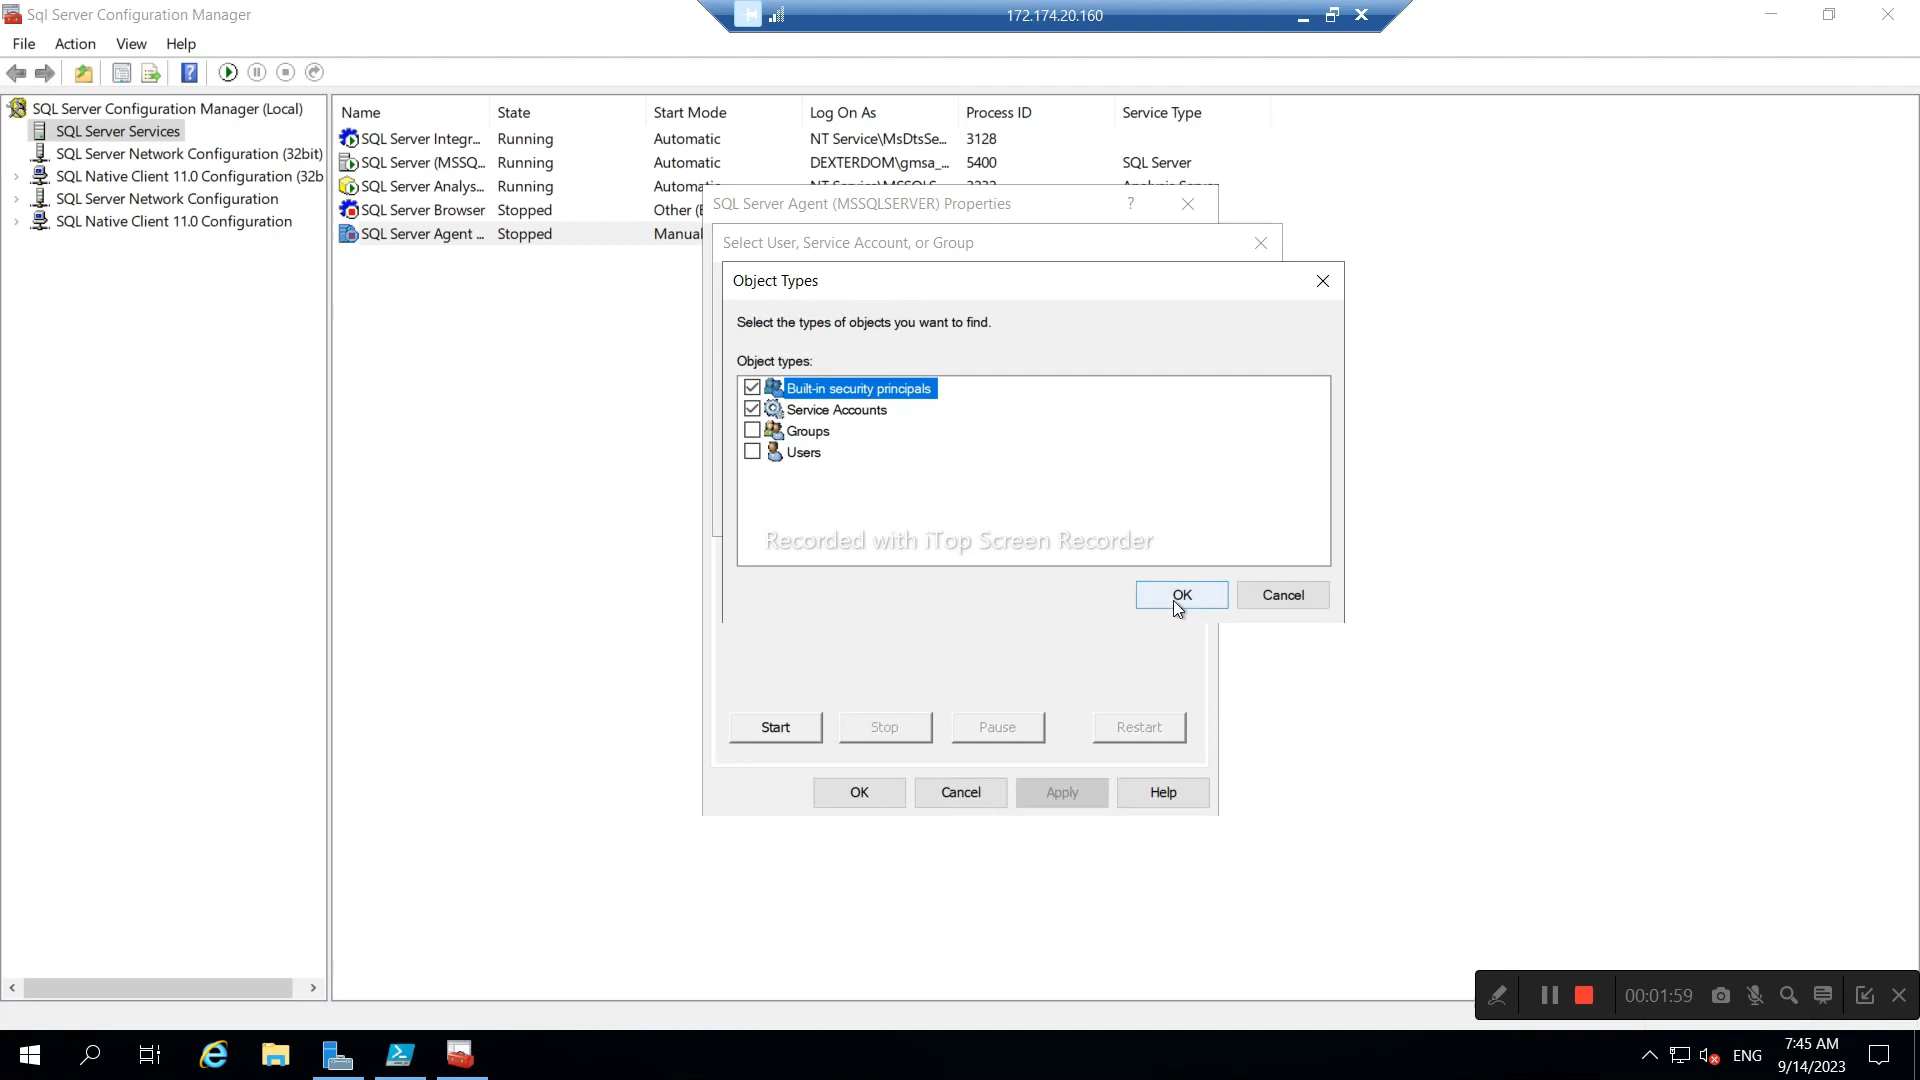 Sql Server Configuration Manager
172.174.20.160
File Action View Help
SQL Server Configuration Manager (Local)
SQL Server Services
SQL Server Network Configuration (32bit)
SQL Native Client 11.0 Configuration (32b
SQL Server Network Configuration
SQL Native Client 11.0 Configuration
Name State Start Mode Log On As Process ID Service Type
SQL Server Integr... Running Automatic NT Service\MsDtsSe... 3128
SQL Server (MSSQ... Running Automatic DEXTERDOM\gmsa_... 5400 SQL Server
SQL Server Analys... Running
SQL Server Browser Stopped Other (
SQL Server Agent ... Stopped Manual
SQL Server Agent (MSSQLSERVER) Properties
?
Select User, Service Account, or Group
Object Types
Select the types of objects you want to find.
Object types:
Built-in security principals
Service Accounts
Groups
Users
Recorded with iTop Screen Recorder
OK Cancel
Start Stop Pause Restart
OK Cancel Apply Help
00:01:59
ENG
7:45 AM
9/14/2023